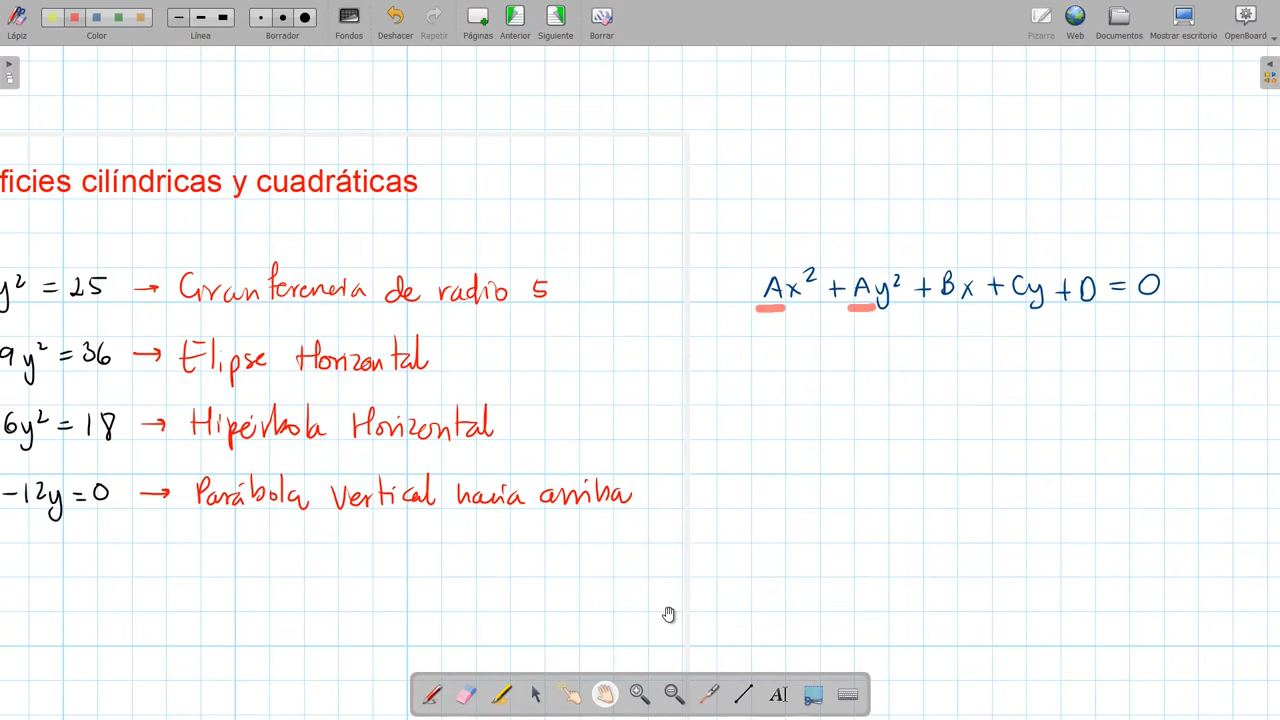 Lápiz Color Línea Borrador Fondos Deshacer Repetir Páginas Anterior Siguiente Borrar Pizarra Web Documentos Mostrar escritorio OpenBoard
ficies cilíndricas y cuadráticas
y² = 25 → Circunferencia de radio 5
Ax² + Ay² + Bx + Cy + D = 0
9y² = 36 → Elipse Horizontal
6y² = 18 → Hipérbola Horizontal
-12y = 0 → Parábola Vertical hacia arriba
AI